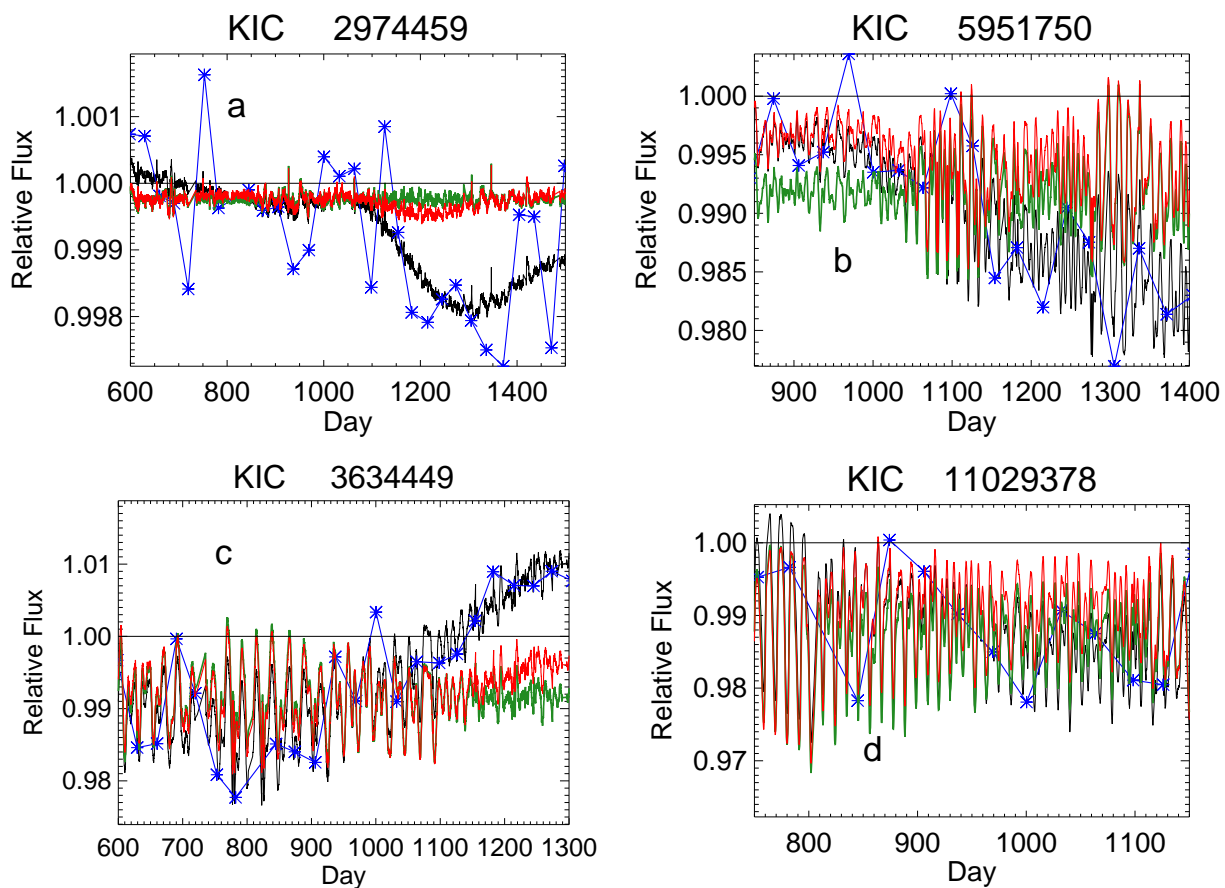 KIC 2974459
1.001
1.000
0.999
0.998
Relative Flux
a
600 800 1000 1200 1400
Day
KIC 5951750
1.000
0.995
0.990
0.985
0.980
Relative Flux
b
900 1000 1100 1200 1300 1400
Day
KIC 3634449
1.01
1.00
0.99
0.98
Relative Flux
c
600 700 800 900 1000 1100 1200 1300
Day
KIC 11029378
1.00
0.99
0.98
0.97
Relative Flux
d
800 900 1000 1100
Day